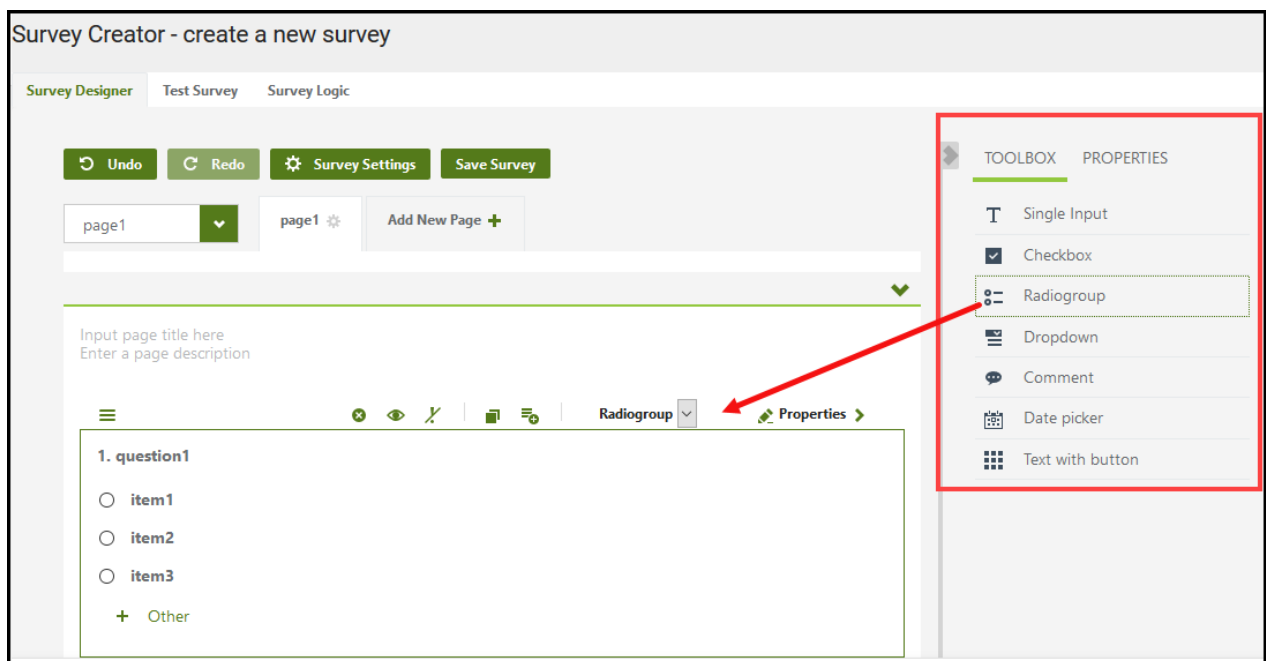 Survey Creator - create a new survey
Survey Designer Test Survey Survey Logic
Undo Redo Survey Settings Save Survey
page1 page1 Add New Page
Input page title here
Enter a page description
Radiogroup Properties
1. question1
item1
item2
item3
+ Other
TOOLBOX PROPERTIES
Single Input
Checkbox
Radiogroup
Dropdown
Comment
Date picker
Text with button